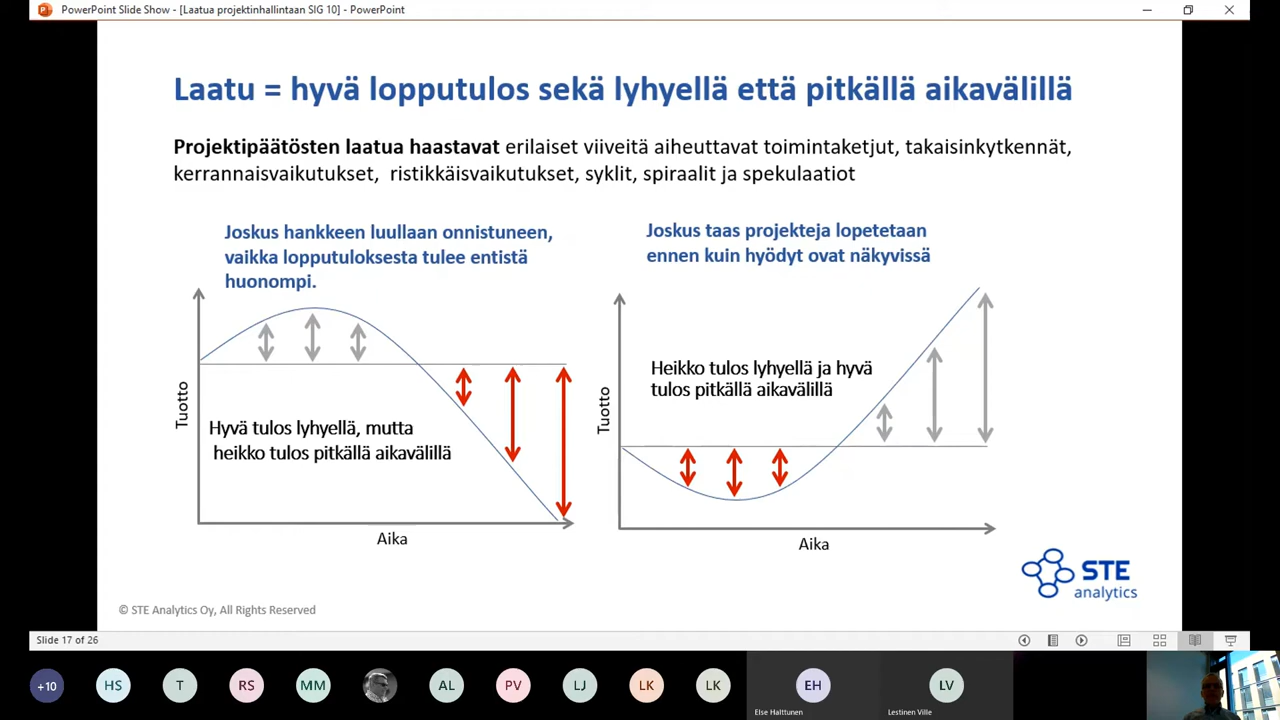 PowerPoint Slide Show - [Laatua projektinhallintaan SIG 10] - PowerPoint
Laatu = hyvä lopputulos sekä lyhyellä että pitkällä aikavälillä
Projektipäätösten laatua haastavat erilaiset viiveitä aiheuttavat toimintaketjut, takaisinkytkennät,
kerrannaisvaikutukset, ristikkäisvaikutukset, syklit, spiraalit ja spekulaatiot
Joskus hankkeen luullaan onnistuneen,
vaikka lopputuloksesta tulee entistä
huonompi.
Tuotto
Hyvä tulos lyhyellä, mutta
heikko tulos pitkällä aikavälillä
Aika
Joskus taas projekteja lopetetaan
ennen kuin hyödyt ovat näkyvissä
Tuotto
Heikko tulos lyhyellä ja hyvä
tulos pitkällä aikavälillä
Aika
STE
analytics
© STE Analytics Oy, All Rights Reserved
Slide 17 of 26
+10
HS
T
RS
MM
AL
PV
LJ
LK
LK
EH
Else Halttunen
LV
Lestinen Ville